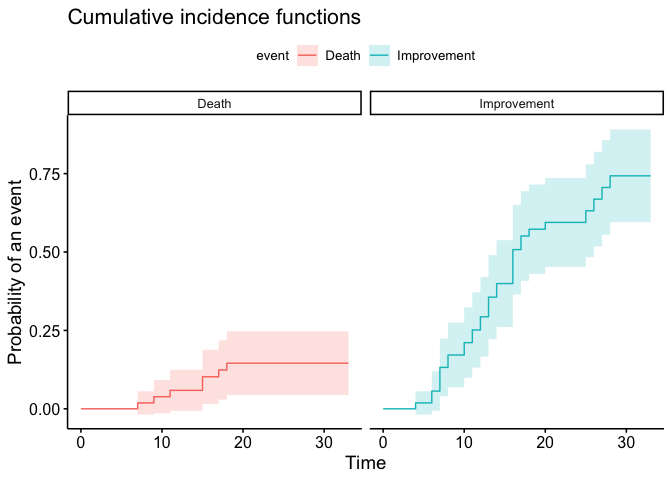 Cumulative incidence functions
event Death Improvement
Death Improvement
Probability of an event
0.75
0.50
0.25
0.00
0 10 20 30 0 10 20 30
Time